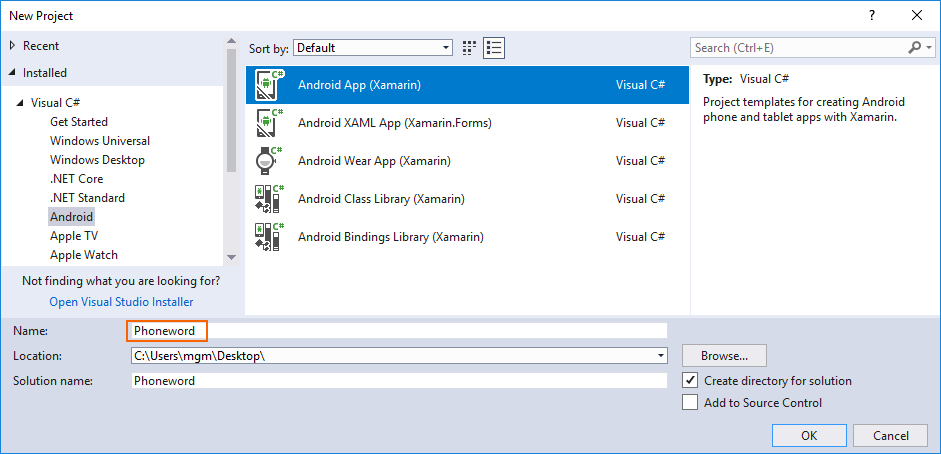 New Project
?
Recent
Installed
Visual C#
Get Started
Windows Universal
Windows Desktop
.NET Core
.NET Standard
Android
Apple TV
Apple Watch
Not finding what you are looking for?
Open Visual Studio Installer
Sort by: Default
C# Android App (Xamarin) Visual C#
C# Android XAML App (Xamarin.Forms) Visual C#
C# Android Wear App (Xamarin) Visual C#
C# Android Class Library (Xamarin) Visual C#
C# Android Bindings Library (Xamarin) Visual C#
Search (Ctrl+E)
Type: Visual C#
Project templates for creating Android
phone and tablet apps with Xamarin.
Name: Phoneword
Location: C:\Users\mgm\Desktop\
Browse...
Solution name: Phoneword
Create directory for solution
Add to Source Control
OK Cancel